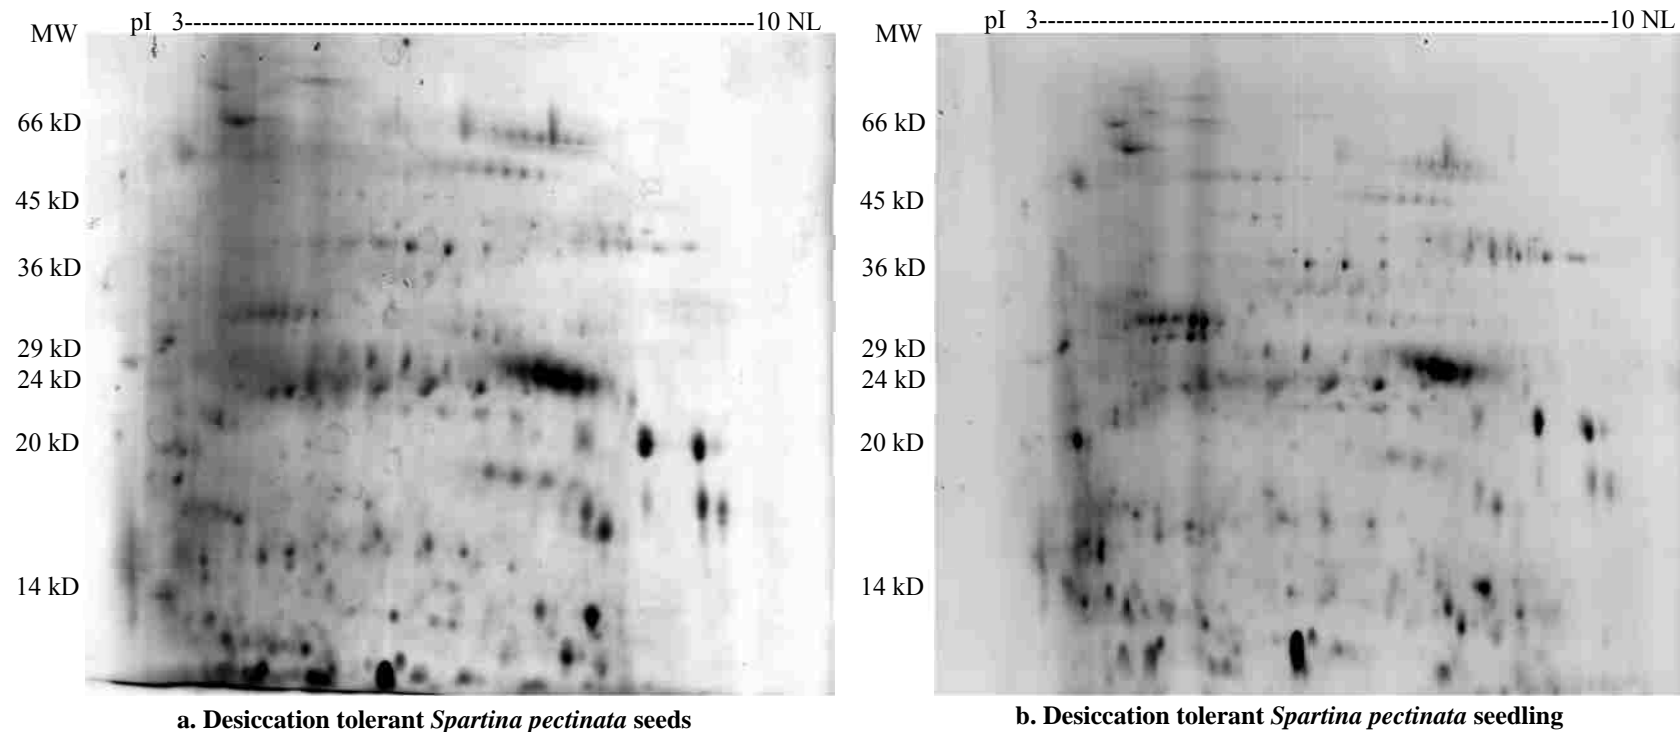 pI 3----------------------------------------------------------------------10 NL
MW
66 kD
45 kD
36 kD
29 kD
24 kD
20 kD
14 kD
a. Desiccation tolerant Spartina pectinata seeds
pI 3----------------------------------------------------------------------10 NL
MW
66 kD
45 kD
36 kD
29 kD
24 kD
20 kD
14 kD
b. Desiccation tolerant Spartina pectinata seedling